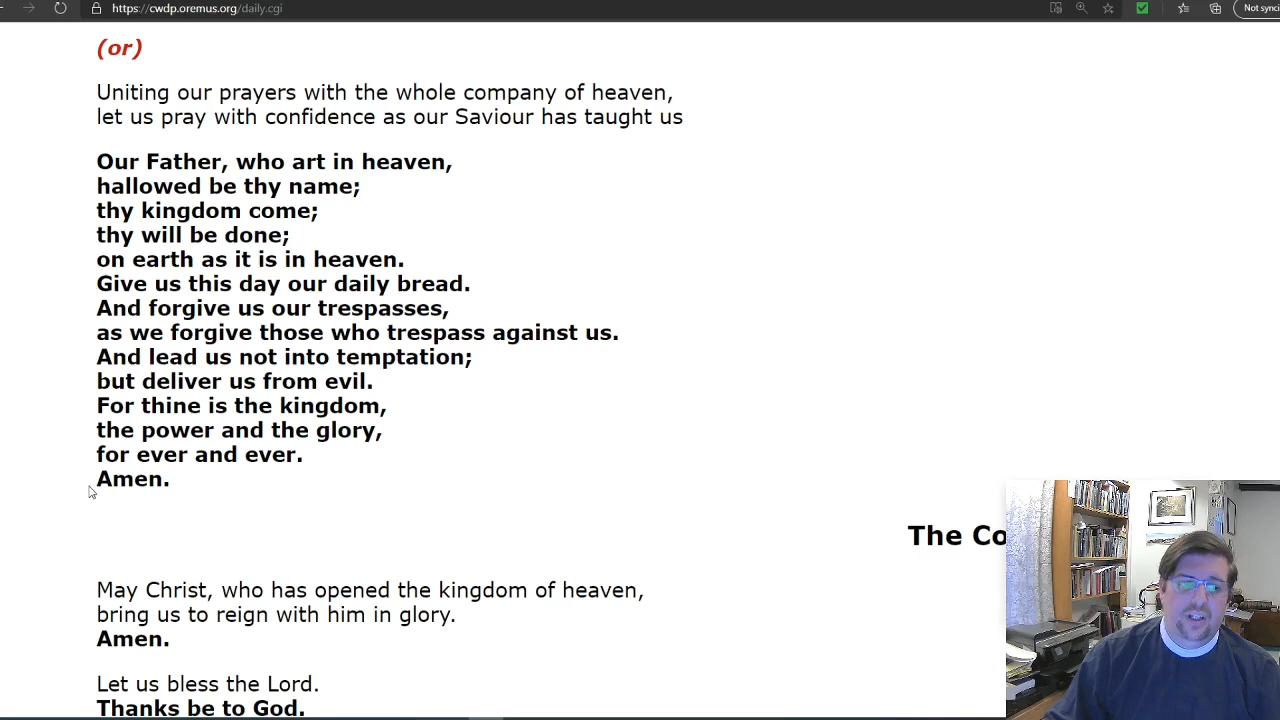 https://cwdp.oremus.org/daily.cgi
Not sync
(or)
Uniting our prayers with the whole company of heaven,
let us pray with confidence as our Saviour has taught us
Our Father, who art in heaven,
hallowed be thy name;
thy kingdom come;
thy will be done;
on earth as it is in heaven.
Give us this day our daily bread.
And forgive us our trespasses,
as we forgive those who trespass against us.
And lead us not into temptation;
but deliver us from evil.
For thine is the kingdom,
the power and the glory,
for ever and ever.
Amen.
The Co
May Christ, who has opened the kingdom of heaven,
bring us to reign with him in glory.
Amen.
Let us bless the Lord.
Thanks be to God.